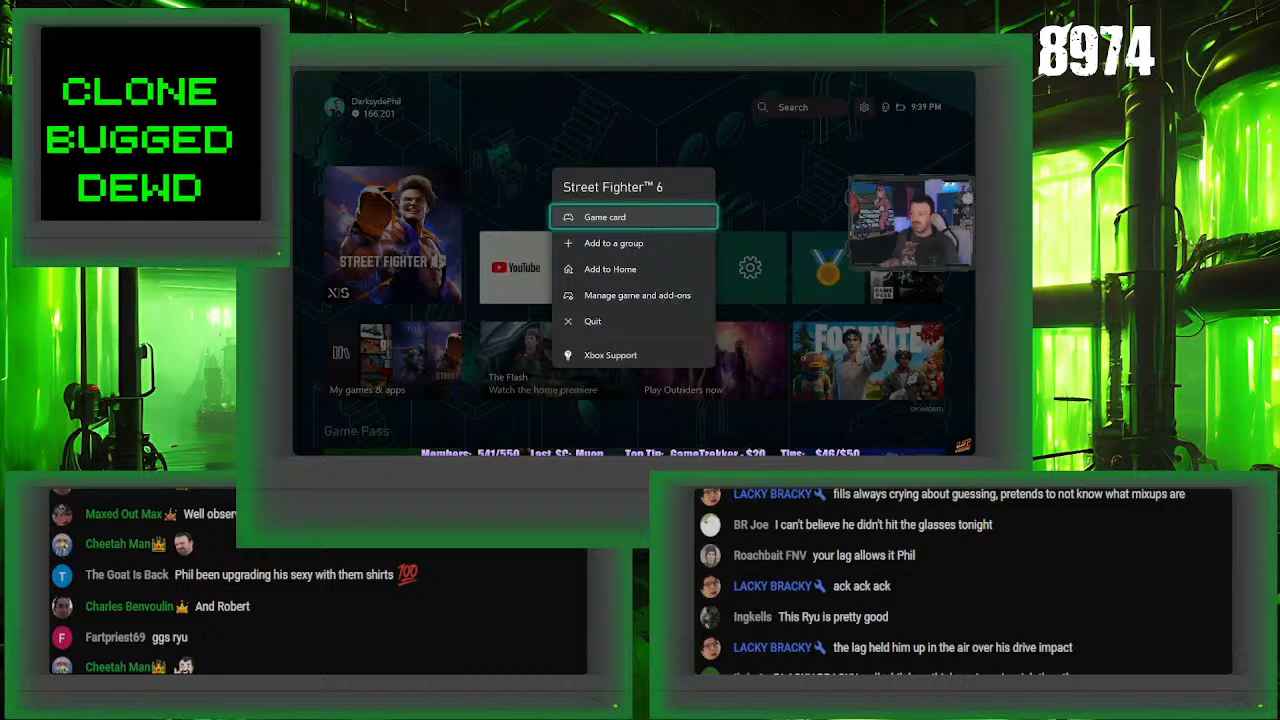 CLONE
BUGGED
DEWD
8974
DarksydePhil
166,201
Search
9:39 PM
STREET FIGHTER
X|S
YouTube
Street Fighter™ 6
Game card
Add to a group
Add to Home
Manage game and add-ons
Quit
Xbox Support
GAME PASS
My games & apps
The Flash
Watch the home premiere
Play Outriders now
FORTNITE
SPONSORED
Game Pass
Members: 541/550 Last SC: Muon Top Tip: GameTrekker - $20 Tips: $46/$50
Maxed Out Max Well obser
Cheetah Man
The Goat Is Back Phil been upgrading his sexy with them shirts 💯
Charles Benvoulin And Robert
Fartpriest69 ggs ryu
Cheetah Man
LACKY BRACKY fills always crying about guessing, pretends to not know what mixups are
BR Joe I can't believe he didn't hit the glasses tonight
Roachbait FNV your lag allows it Phil
LACKY BRACKY ack ack ack
Ingkells This Ryu is pretty good
LACKY BRACKY the lag held him up in the air over his drive impact